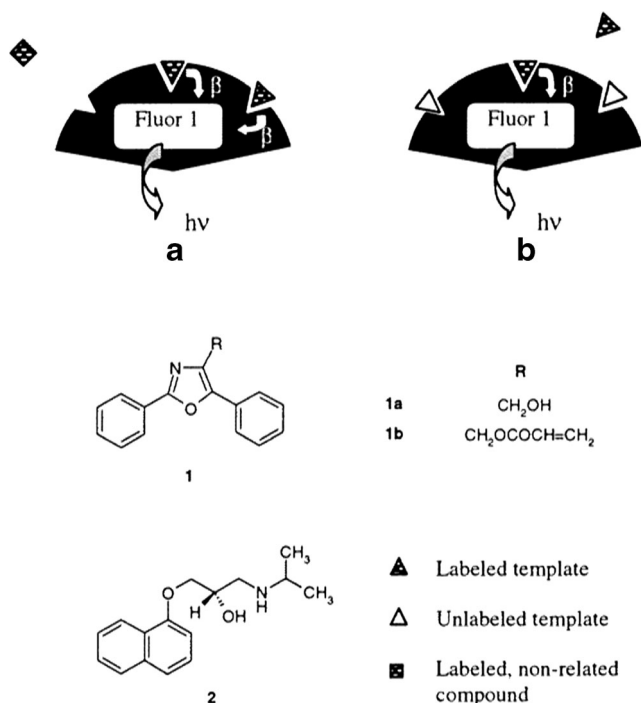 β
β
Fluor 1
hν
a
β
Fluor 1
hν
b
R
N
O
1
R
1a CH₂OH
1b CH₂OCOCH=CH₂
CH₃
O
N
H
CH₃
H
OH
2
Labeled template
Unlabeled template
Labeled, non-related
compound